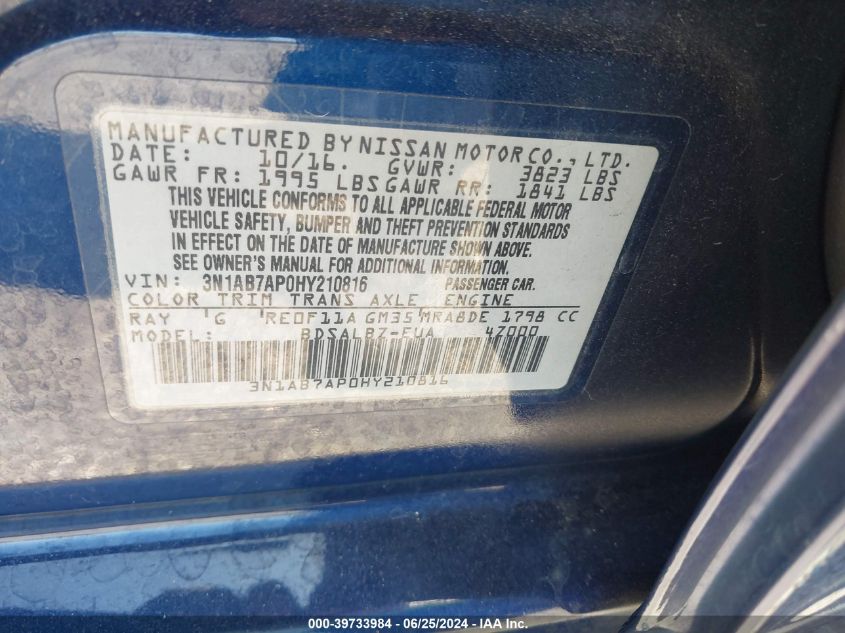 MANUFACTURED BY NISSAN MOTOR CO., LTD.
DATE: 10/16. GVWR: 3823 LBS
GAWR FR: 1995 LBS GAWR RR: 1841 LBS
THIS VEHICLE CONFORMS TO ALL APPLICABLE FEDERAL MOTOR
VEHICLE SAFETY, BUMPER AND THEFT PREVENTION STANDARDS
IN EFFECT ON THE DATE OF MANUFACTURE SHOWN ABOVE.
SEE OWNER'S MANUAL FOR ADDITIONAL INFORMATION.
VIN: 3N1AB7AP0HY210816 PASSENGER CAR.
COLOR TRIM TRANS AXLE ENGINE
RAY 'G 'RE0F11A GM35 'MRA8DE 1798 CC
MODEL: BDSALBZ-EUA 4Z000
3N1AB7AP0HY210816
000-39733984 - 06/25/2024 - IAA Inc.